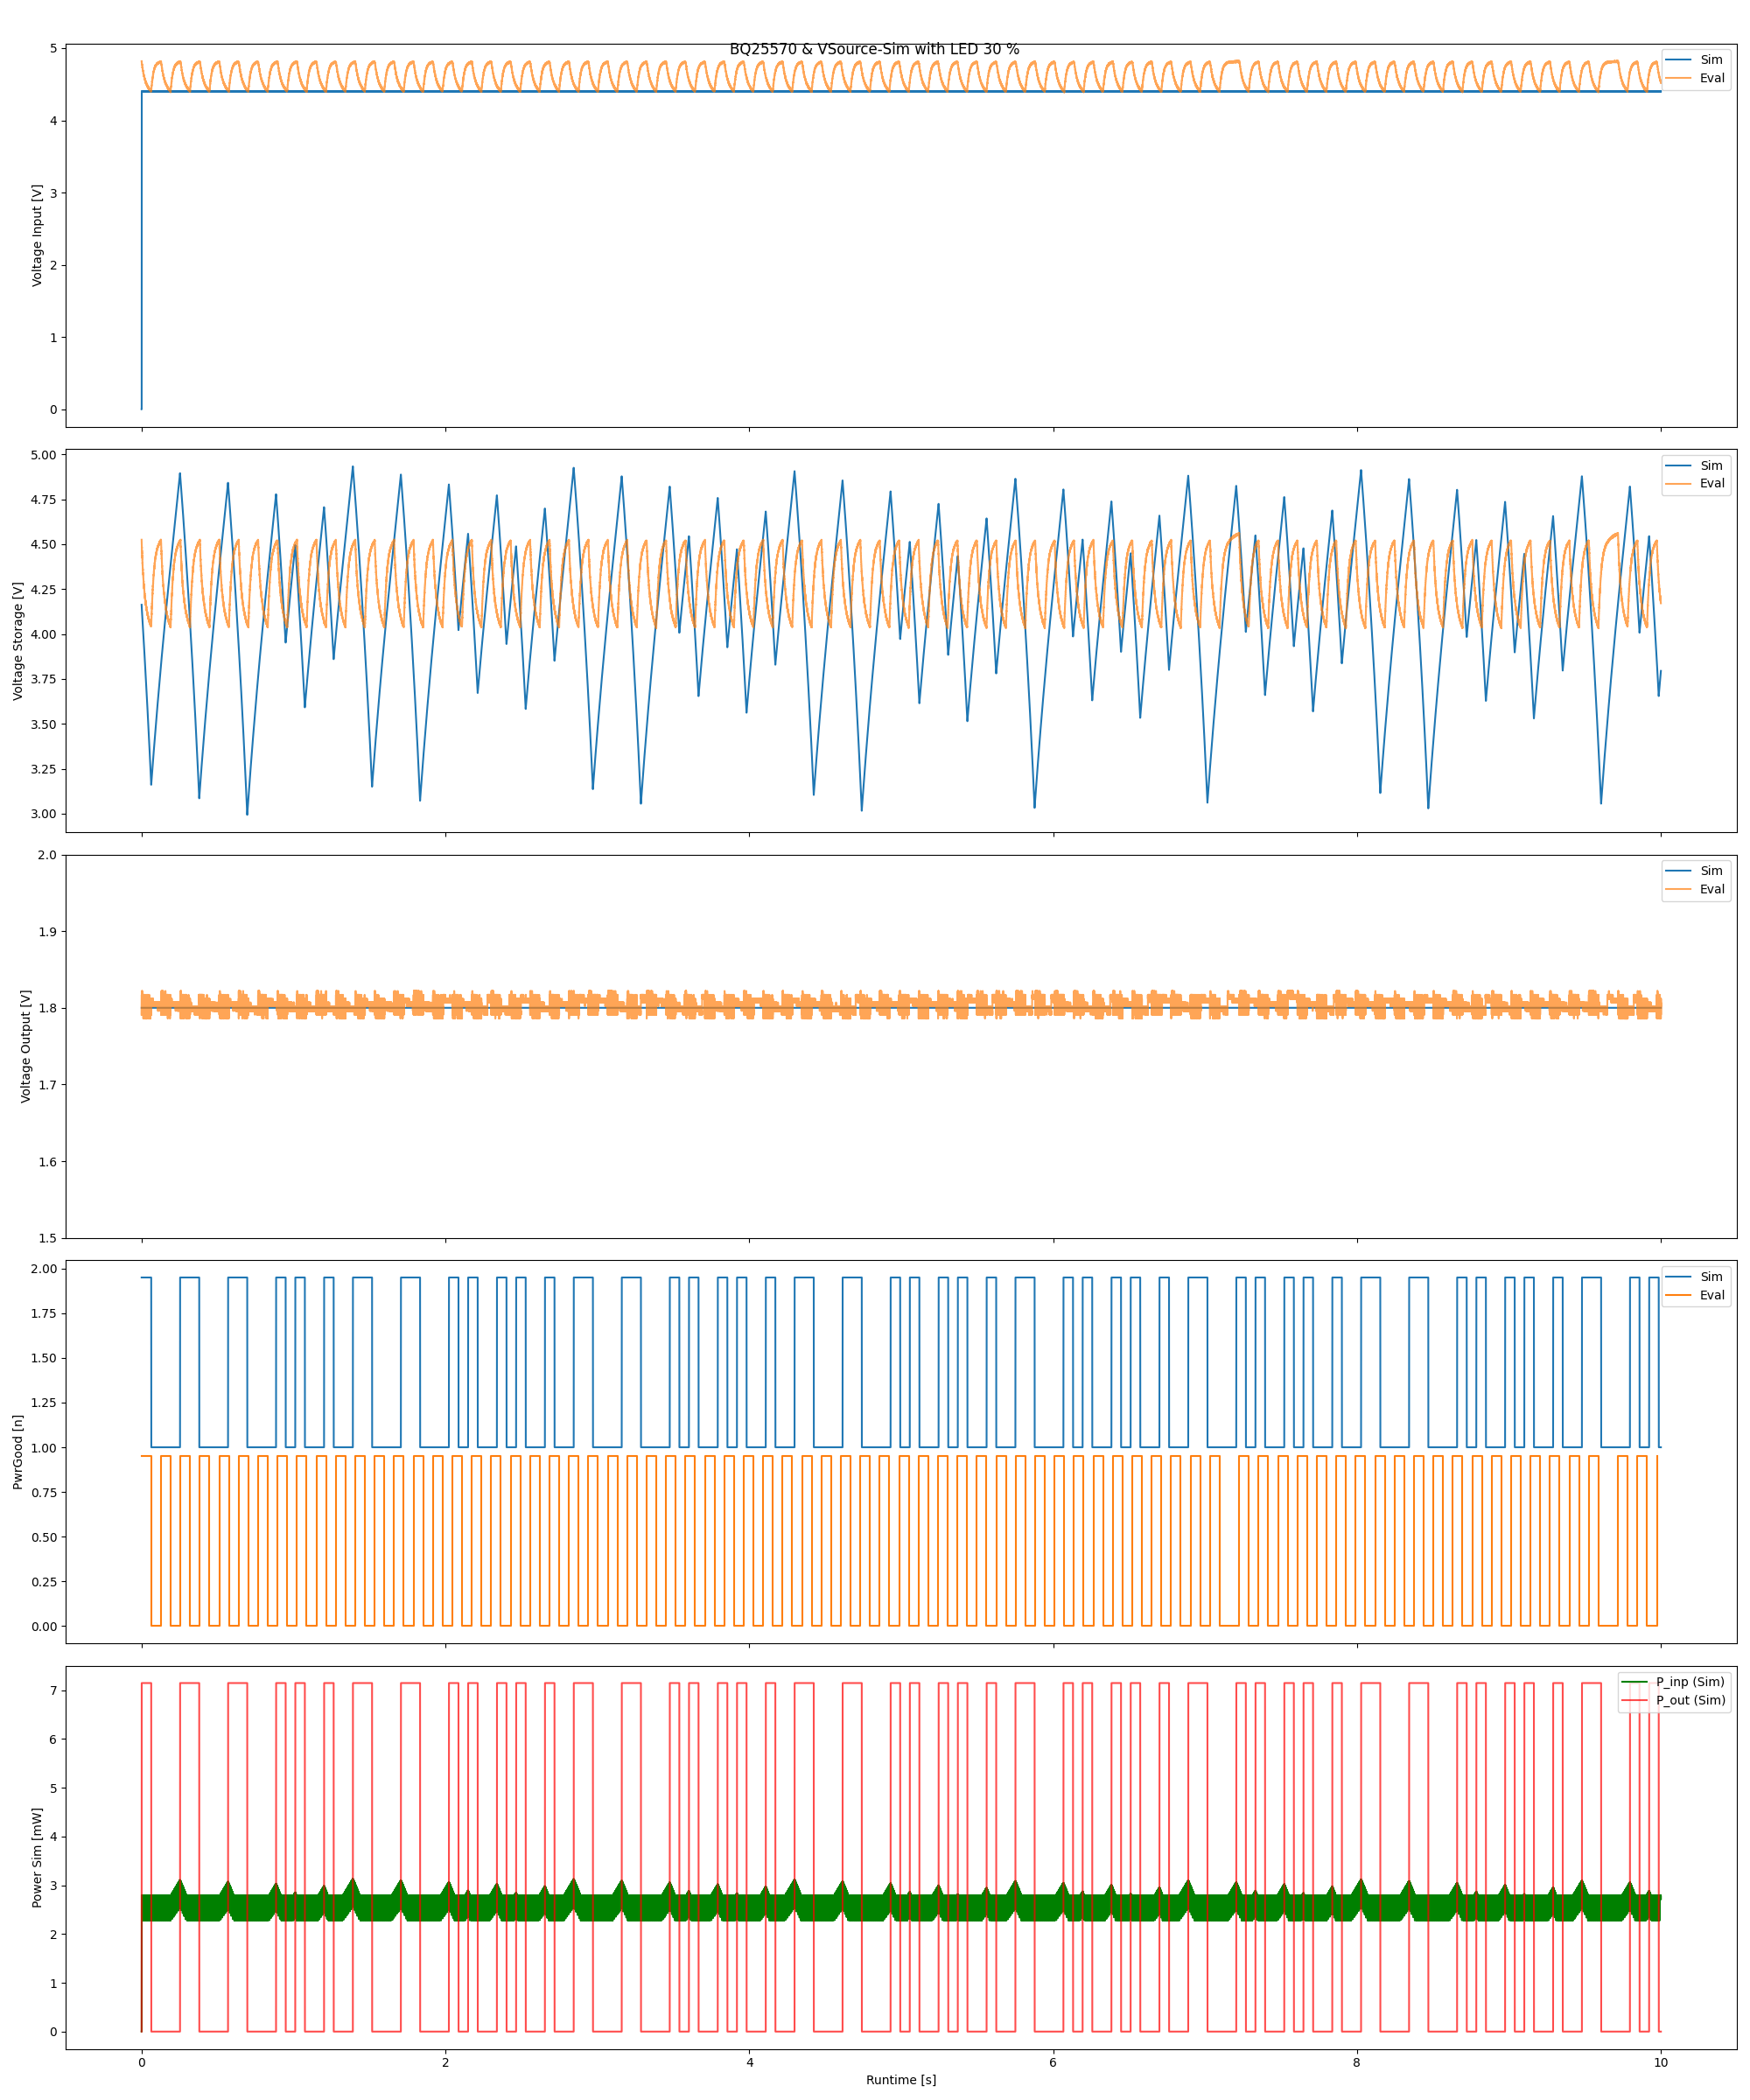 BQ25570 & VSource-Sim with LED 30 %
Voltage Input [V]
5
4
3
2
1
0
Sim
Eval
Voltage Storage [V]
5.00
4.75
4.50
4.25
4.00
3.75
3.50
3.25
3.00
Sim
Eval
Voltage Output [V]
2.0
1.9
1.8
1.7
1.6
1.5
Sim
Eval
PwrGood [n]
2.00
1.75
1.50
1.25
1.00
0.75
0.50
0.25
0.00
Sim
Eval
Power Sim [mW]
7
6
5
4
3
2
1
0
P_inp (Sim)
P_out (Sim)
0 2 4 6 8 10
Runtime [s]